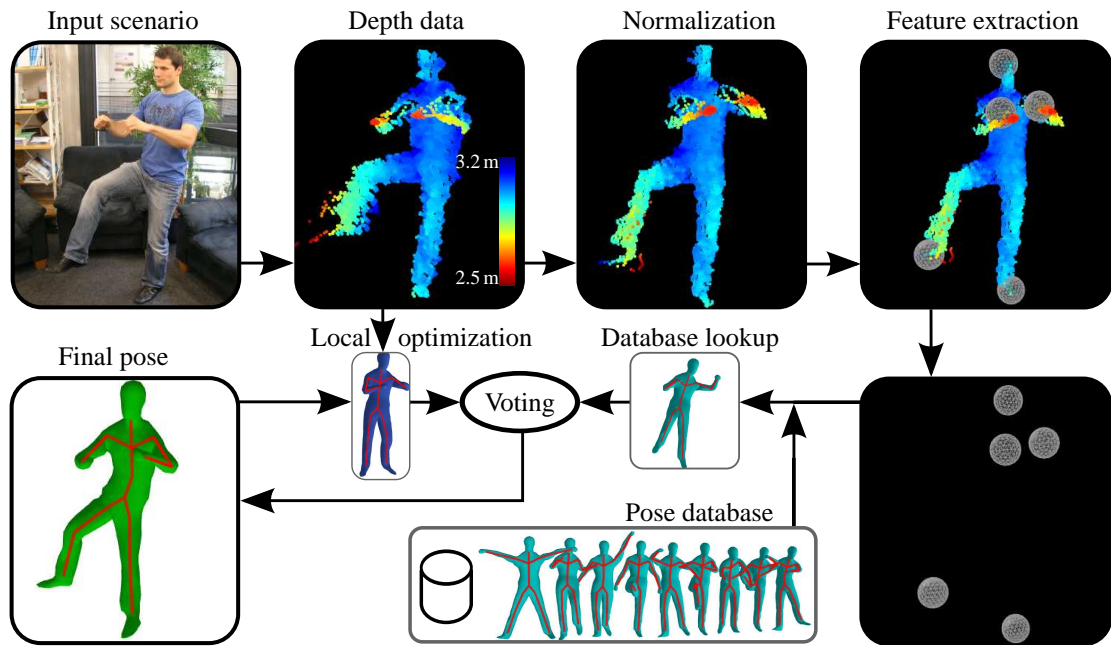 Input scenario
Depth data
Normalization
Feature extraction
3.2 m
2.5 m
Final pose
Local optimization
Database lookup
Voting
Pose database